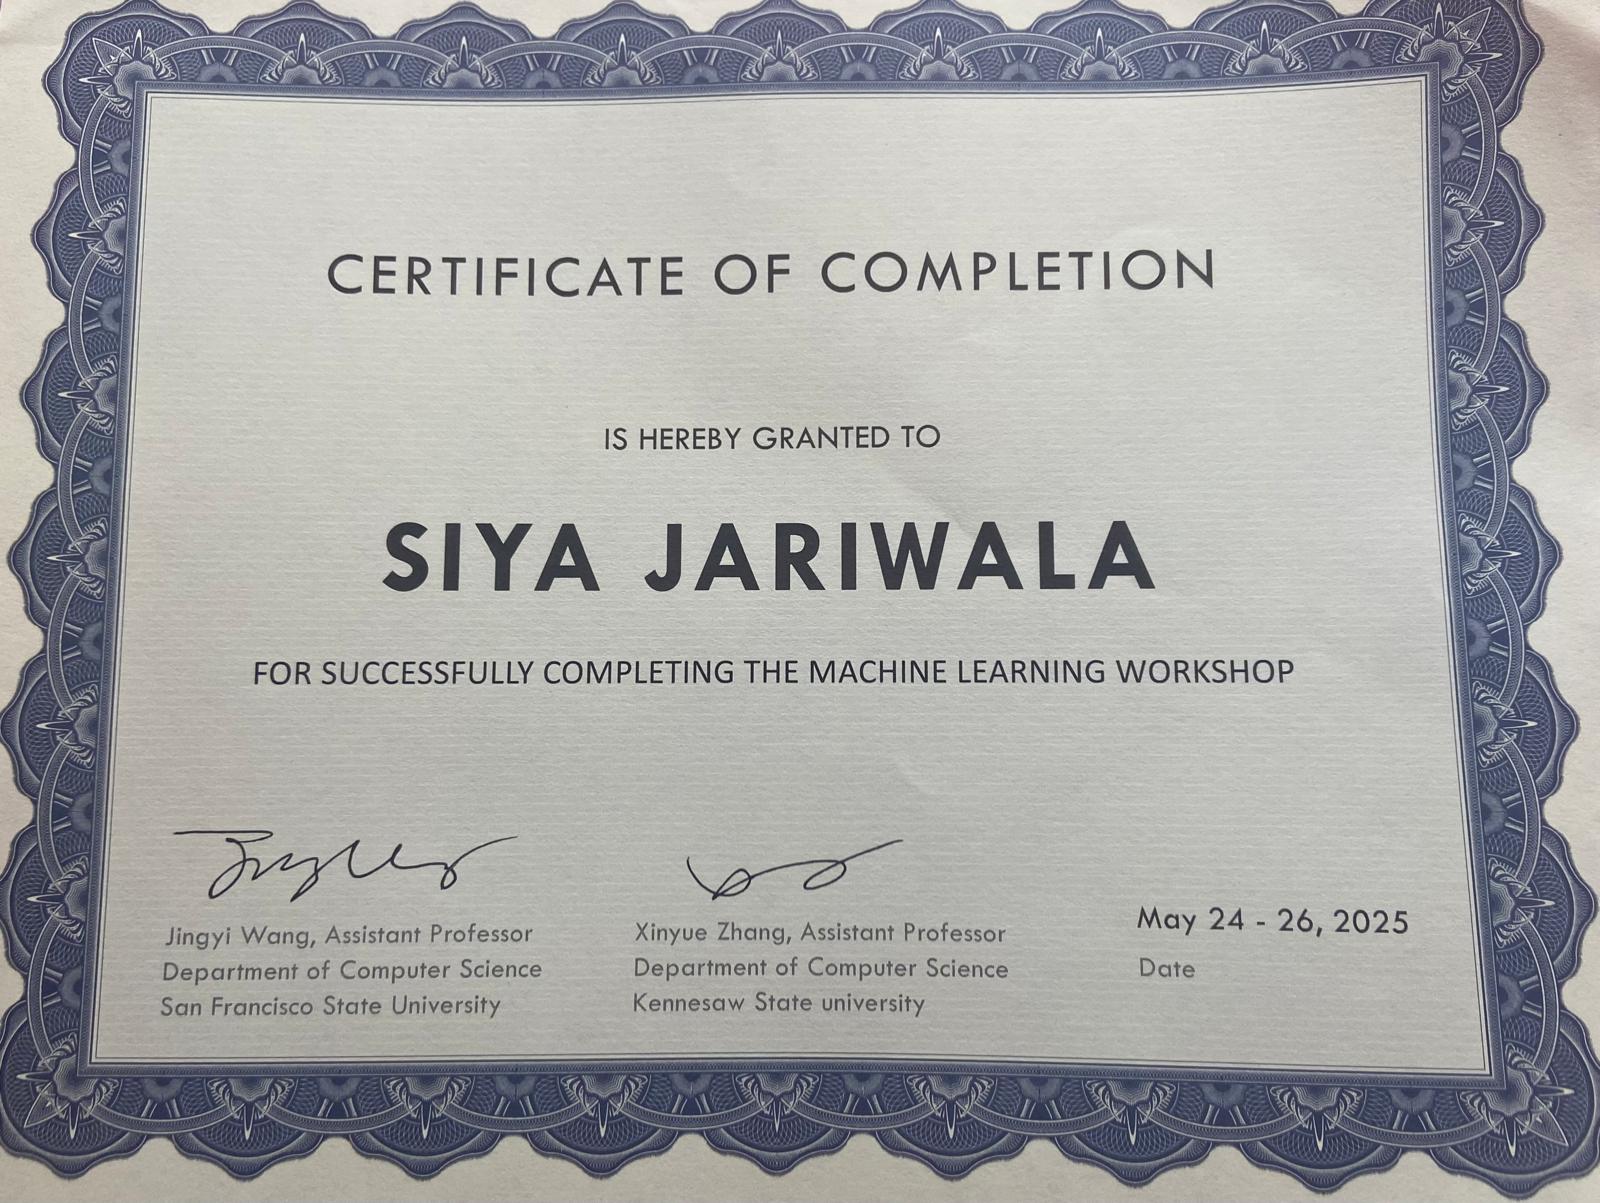 CERTIFICATE OF COMPLETION
IS HEREBY GRANTED TO
SIYA JARIWALA
FOR SUCCESSFULLY COMPLETING THE MACHINE LEARNING WORKSHOP
Jingyi Wang, Assistant Professor
Department of Computer Science
San Francisco State University
Xinyue Zhang, Assistant Professor
Department of Computer Science
Kennesaw State university
May 24 - 26, 2025
Date